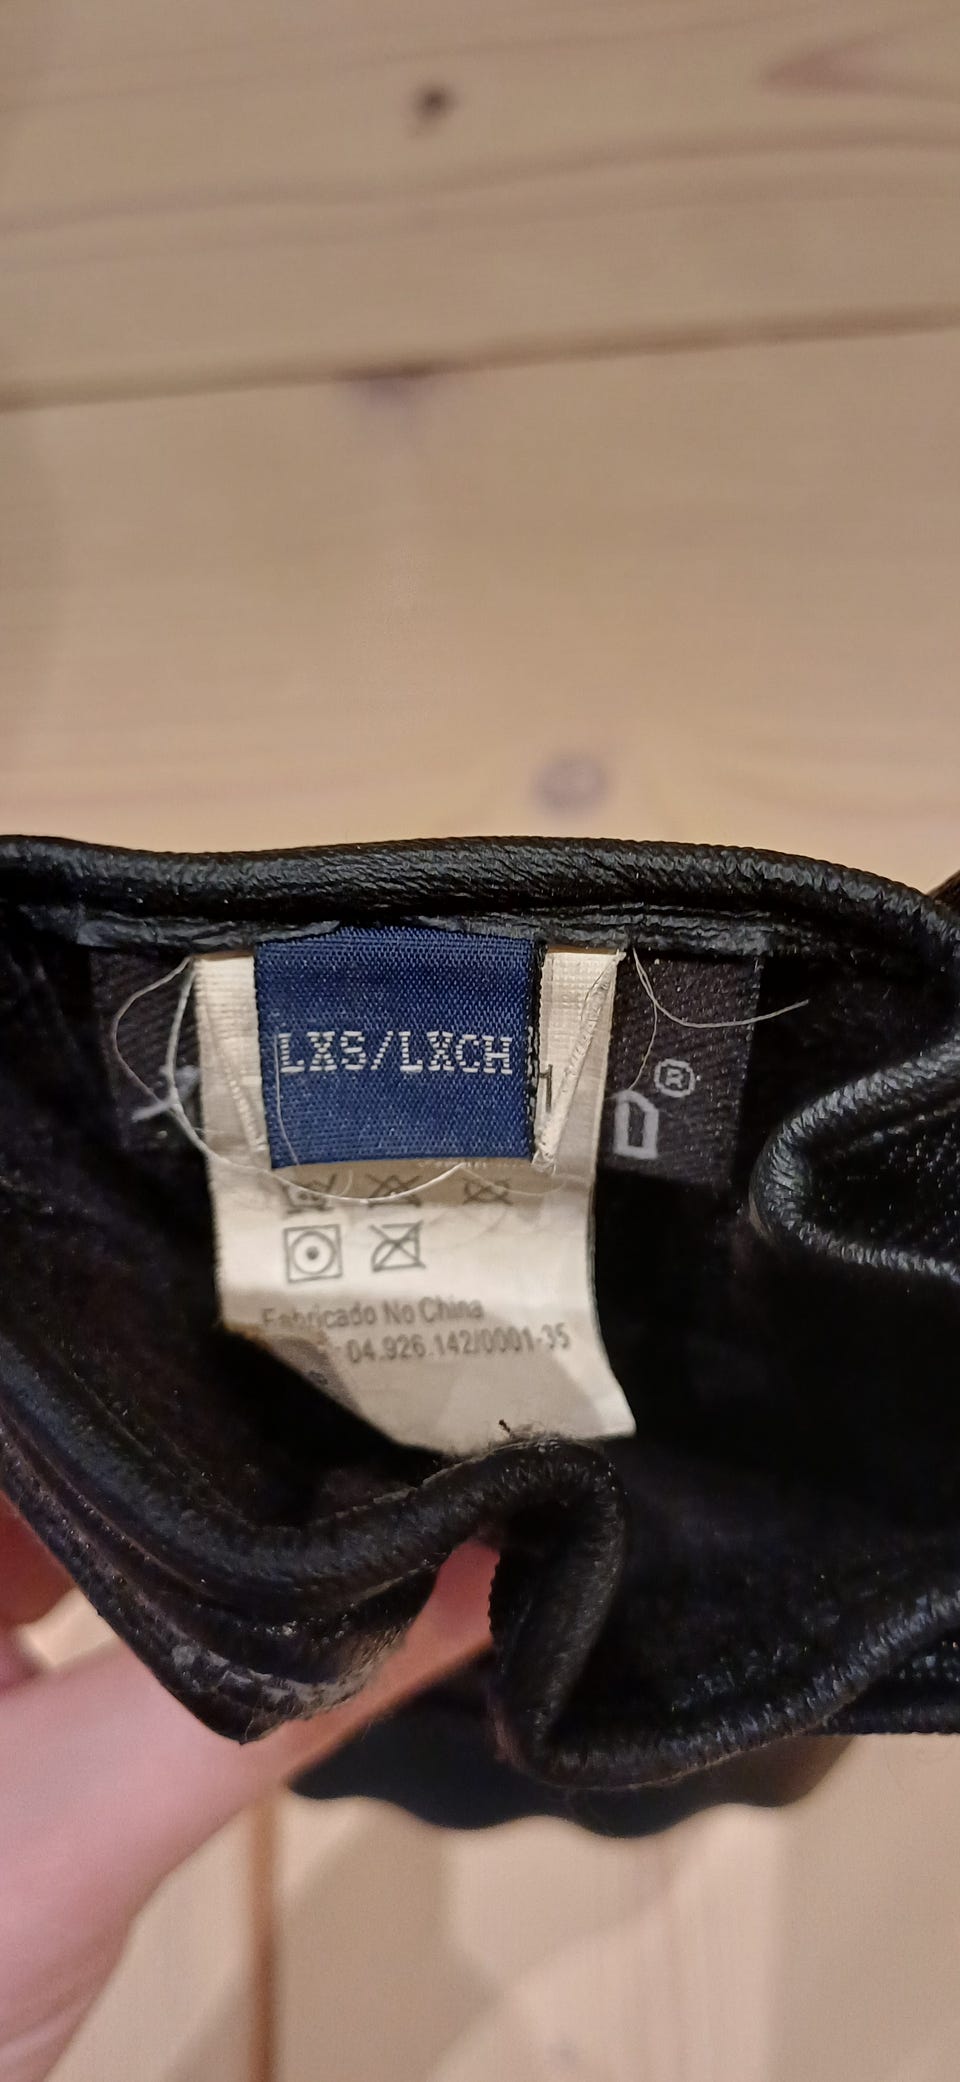 LXS/LXCH
D®
Fabricado No China
04.926.142/0001-35